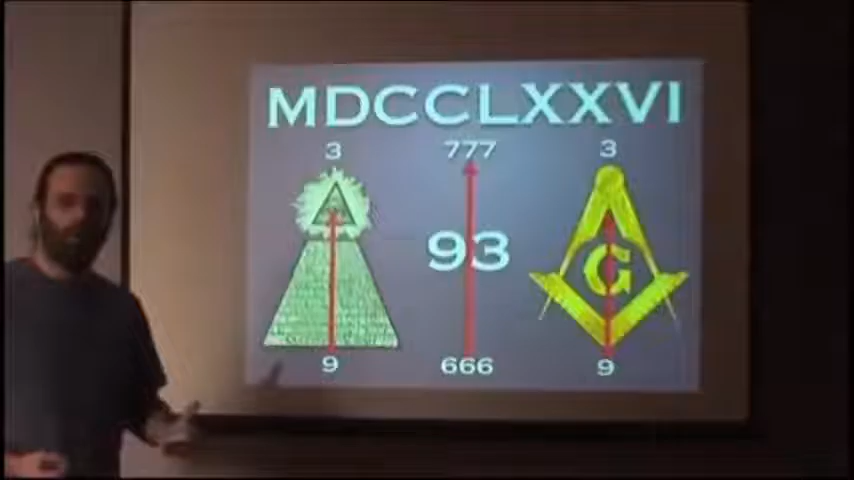 MDCCLXXVI
3 777 3
93
G
9 666 9